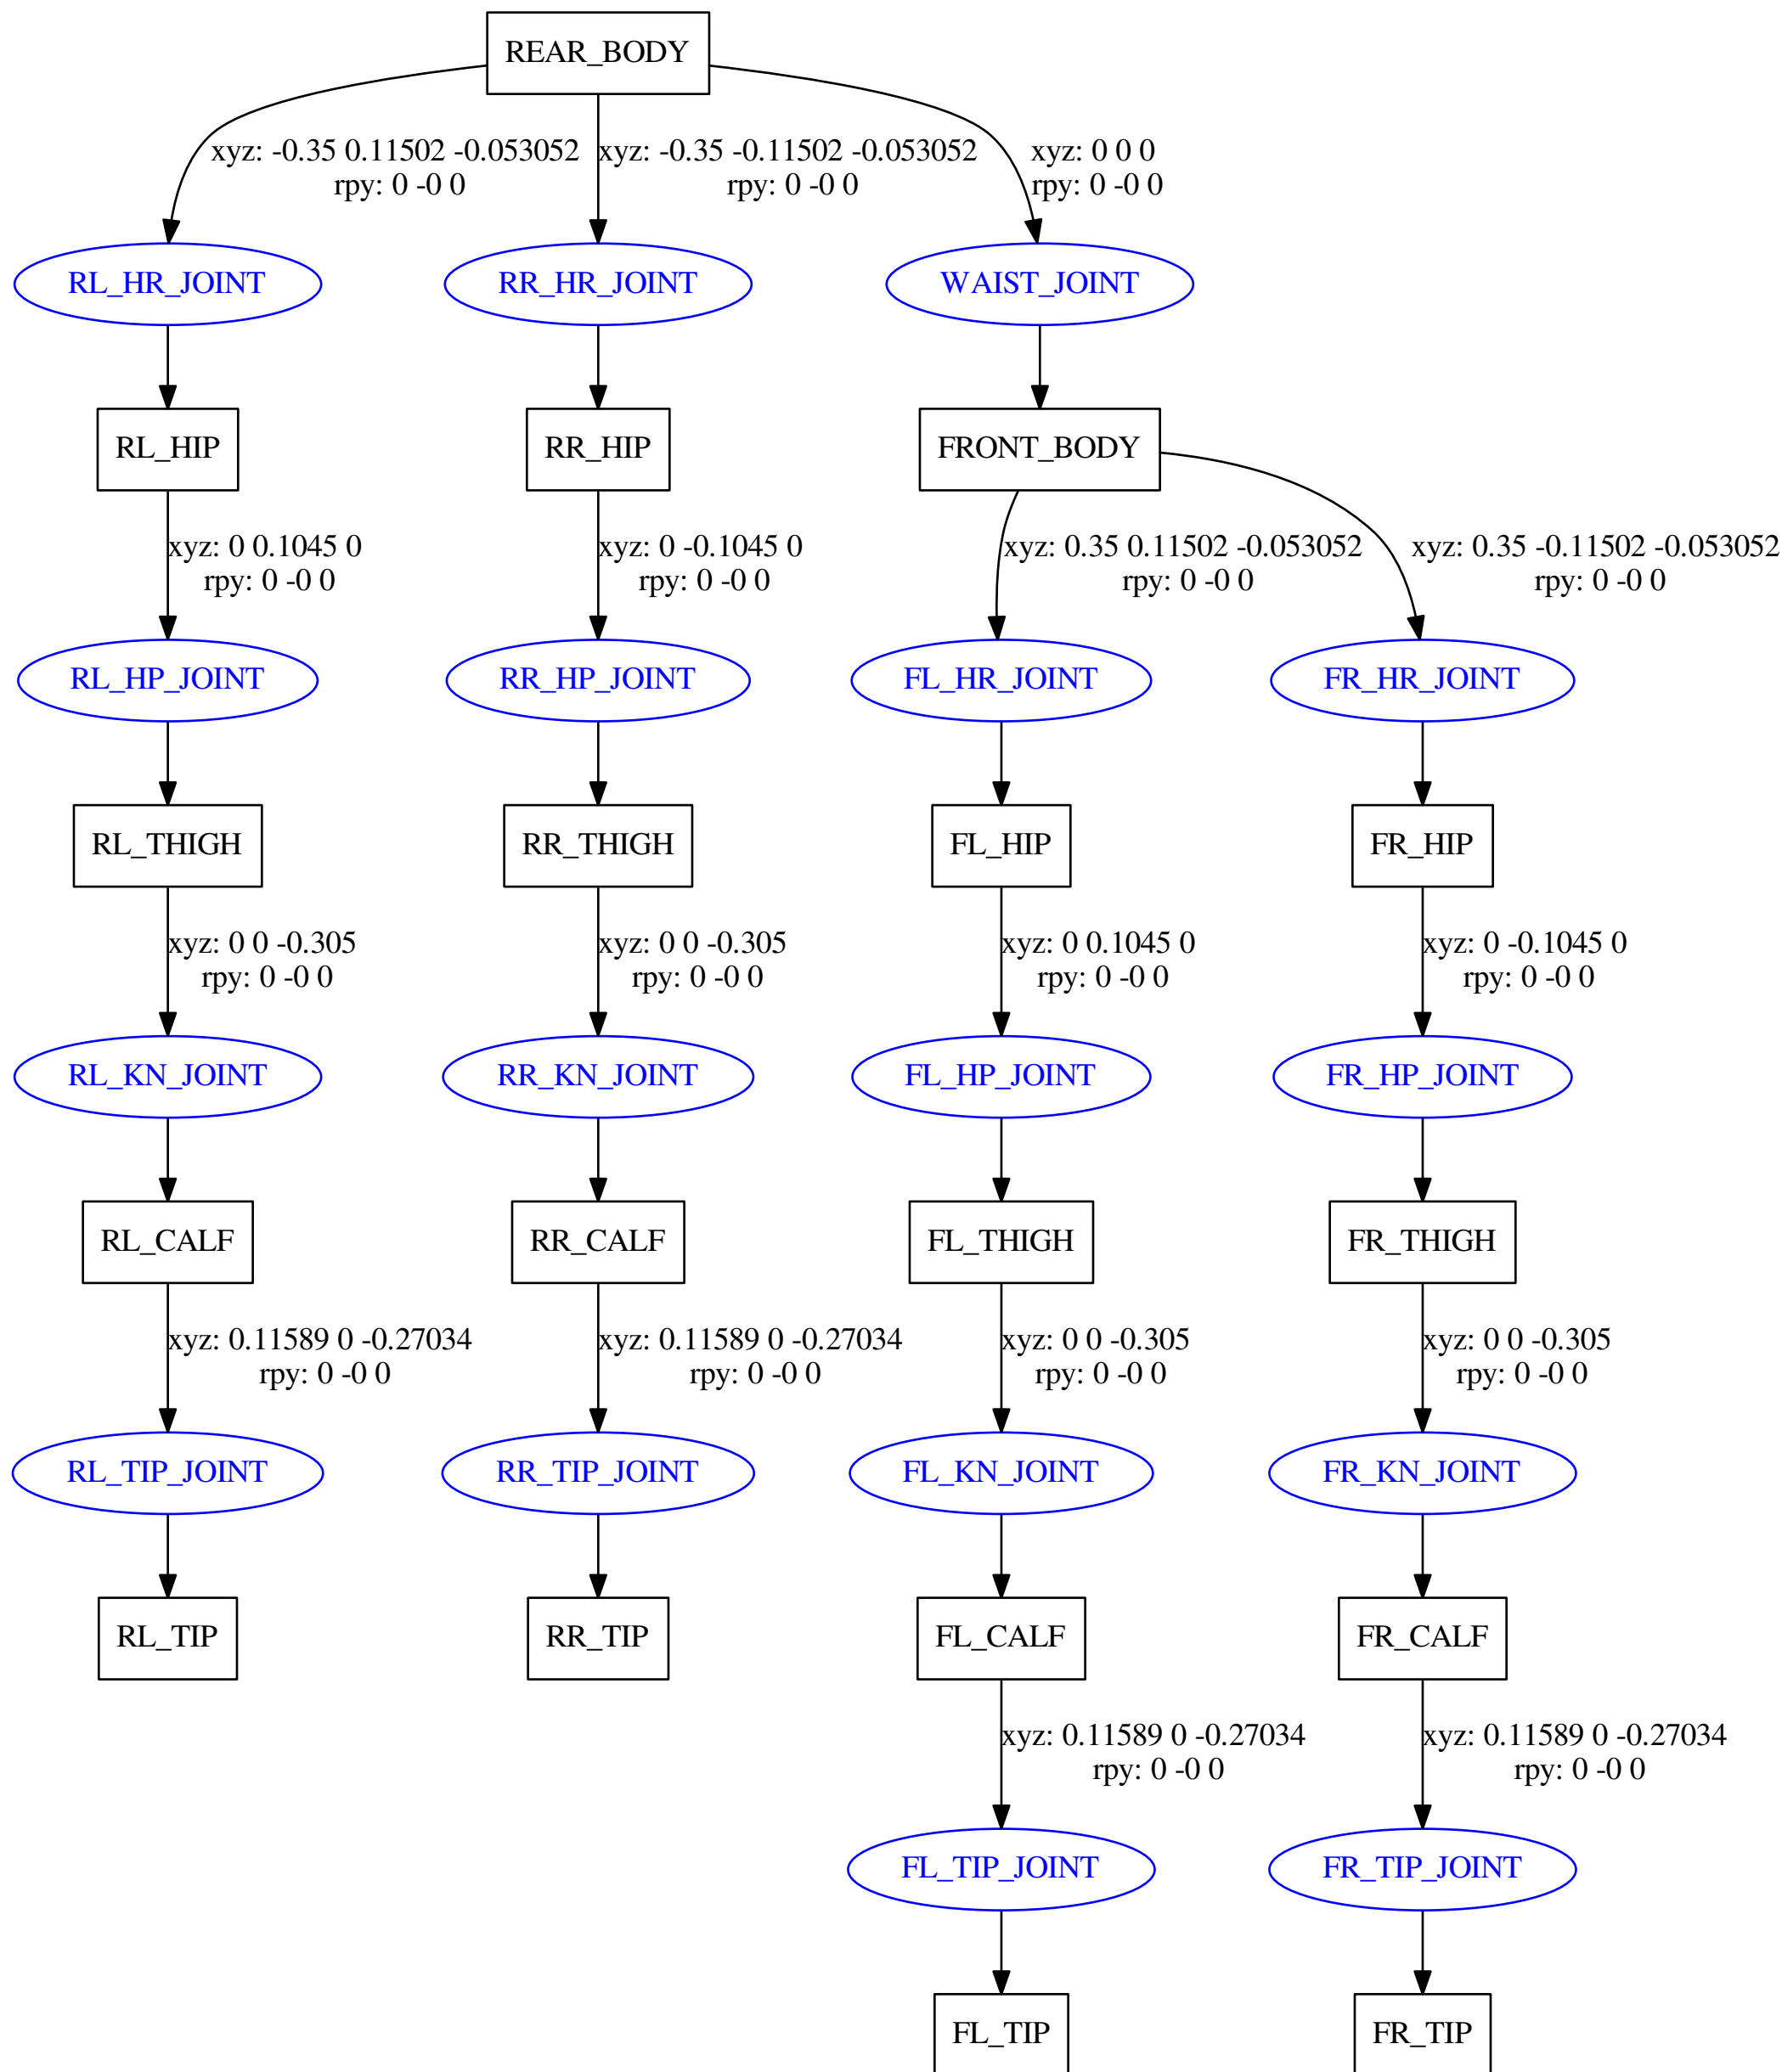 REAR_BODY
xyz: -0.35 0.11502 -0.053052
rpy: 0 -0 0
xyz: -0.35 -0.11502 -0.053052
rpy: 0 -0 0
xyz: 0 0 0
rpy: 0 -0 0
RL_HR_JOINT
RR_HR_JOINT
WAIST_JOINT
RL_HIP
RR_HIP
FRONT_BODY
xyz: 0 0.1045 0
rpy: 0 -0 0
xyz: 0 -0.1045 0
rpy: 0 -0 0
xyz: 0.35 0.11502 -0.053052
rpy: 0 -0 0
xyz: 0.35 -0.11502 -0.053052
rpy: 0 -0 0
RL_HP_JOINT
RR_HP_JOINT
FL_HR_JOINT
FR_HR_JOINT
RL_THIGH
RR_THIGH
FL_HIP
FR_HIP
xyz: 0 0 -0.305
rpy: 0 -0 0
xyz: 0 0 -0.305
rpy: 0 -0 0
xyz: 0 0.1045 0
rpy: 0 -0 0
xyz: 0 -0.1045 0
rpy: 0 -0 0
RL_KN_JOINT
RR_KN_JOINT
FL_HP_JOINT
FR_HP_JOINT
RL_CALF
RR_CALF
FL_THIGH
FR_THIGH
xyz: 0.11589 0 -0.27034
rpy: 0 -0 0
xyz: 0.11589 0 -0.27034
rpy: 0 -0 0
xyz: 0 0 -0.305
rpy: 0 -0 0
xyz: 0 0 -0.305
rpy: 0 -0 0
RL_TIP_JOINT
RR_TIP_JOINT
FL_KN_JOINT
FR_KN_JOINT
RL_TIP
RR_TIP
FL_CALF
FR_CALF
xyz: 0.11589 0 -0.27034
rpy: 0 -0 0
xyz: 0.11589 0 -0.27034
rpy: 0 -0 0
FL_TIP_JOINT
FR_TIP_JOINT
FL_TIP
FR_TIP